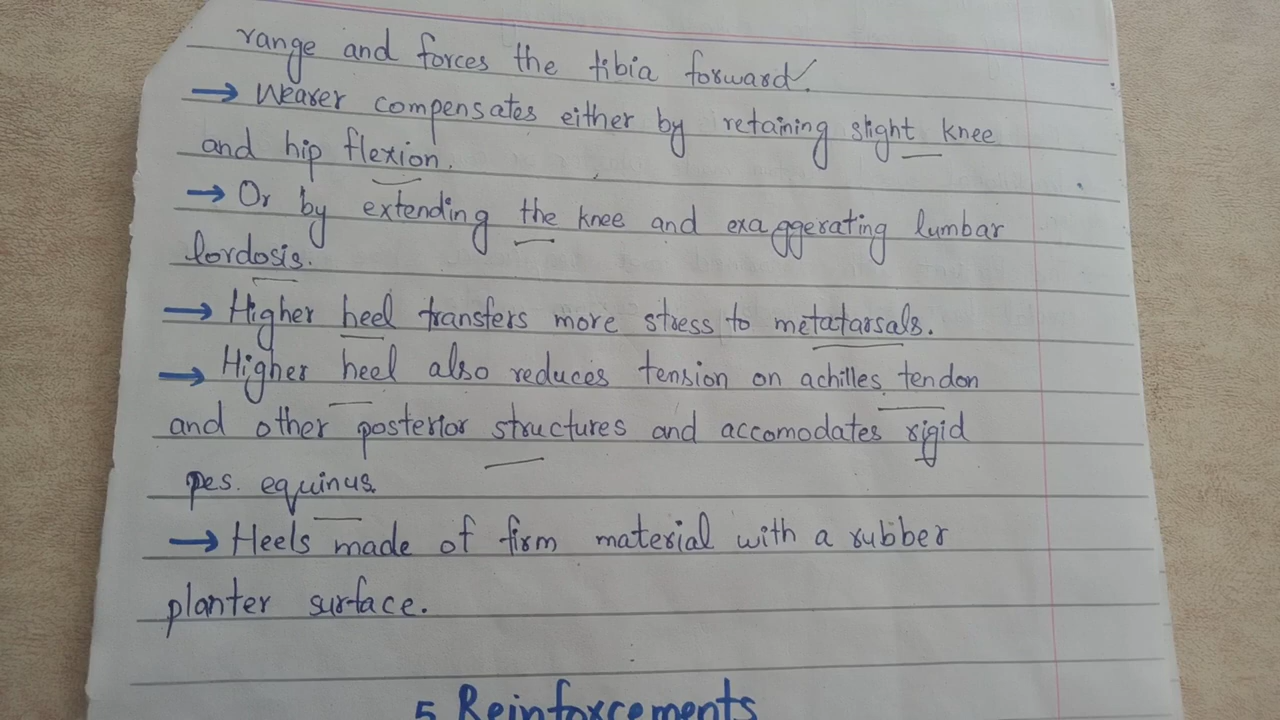 range and forces the tibia forward.
→ Wearer compensates either by retaining slight knee
and hip flexion.
→ Or by extending the knee and exaggerating lumbar
lordosis.
→ Higher heel transfers more stress to metatarsals.
→ Higher heel also reduces tension on achilles tendon
and other posterior structures and accomodates rigid
pes. equinus.
→ Heels made of firm material with a rubber
planter surface.
5 Reinforcements